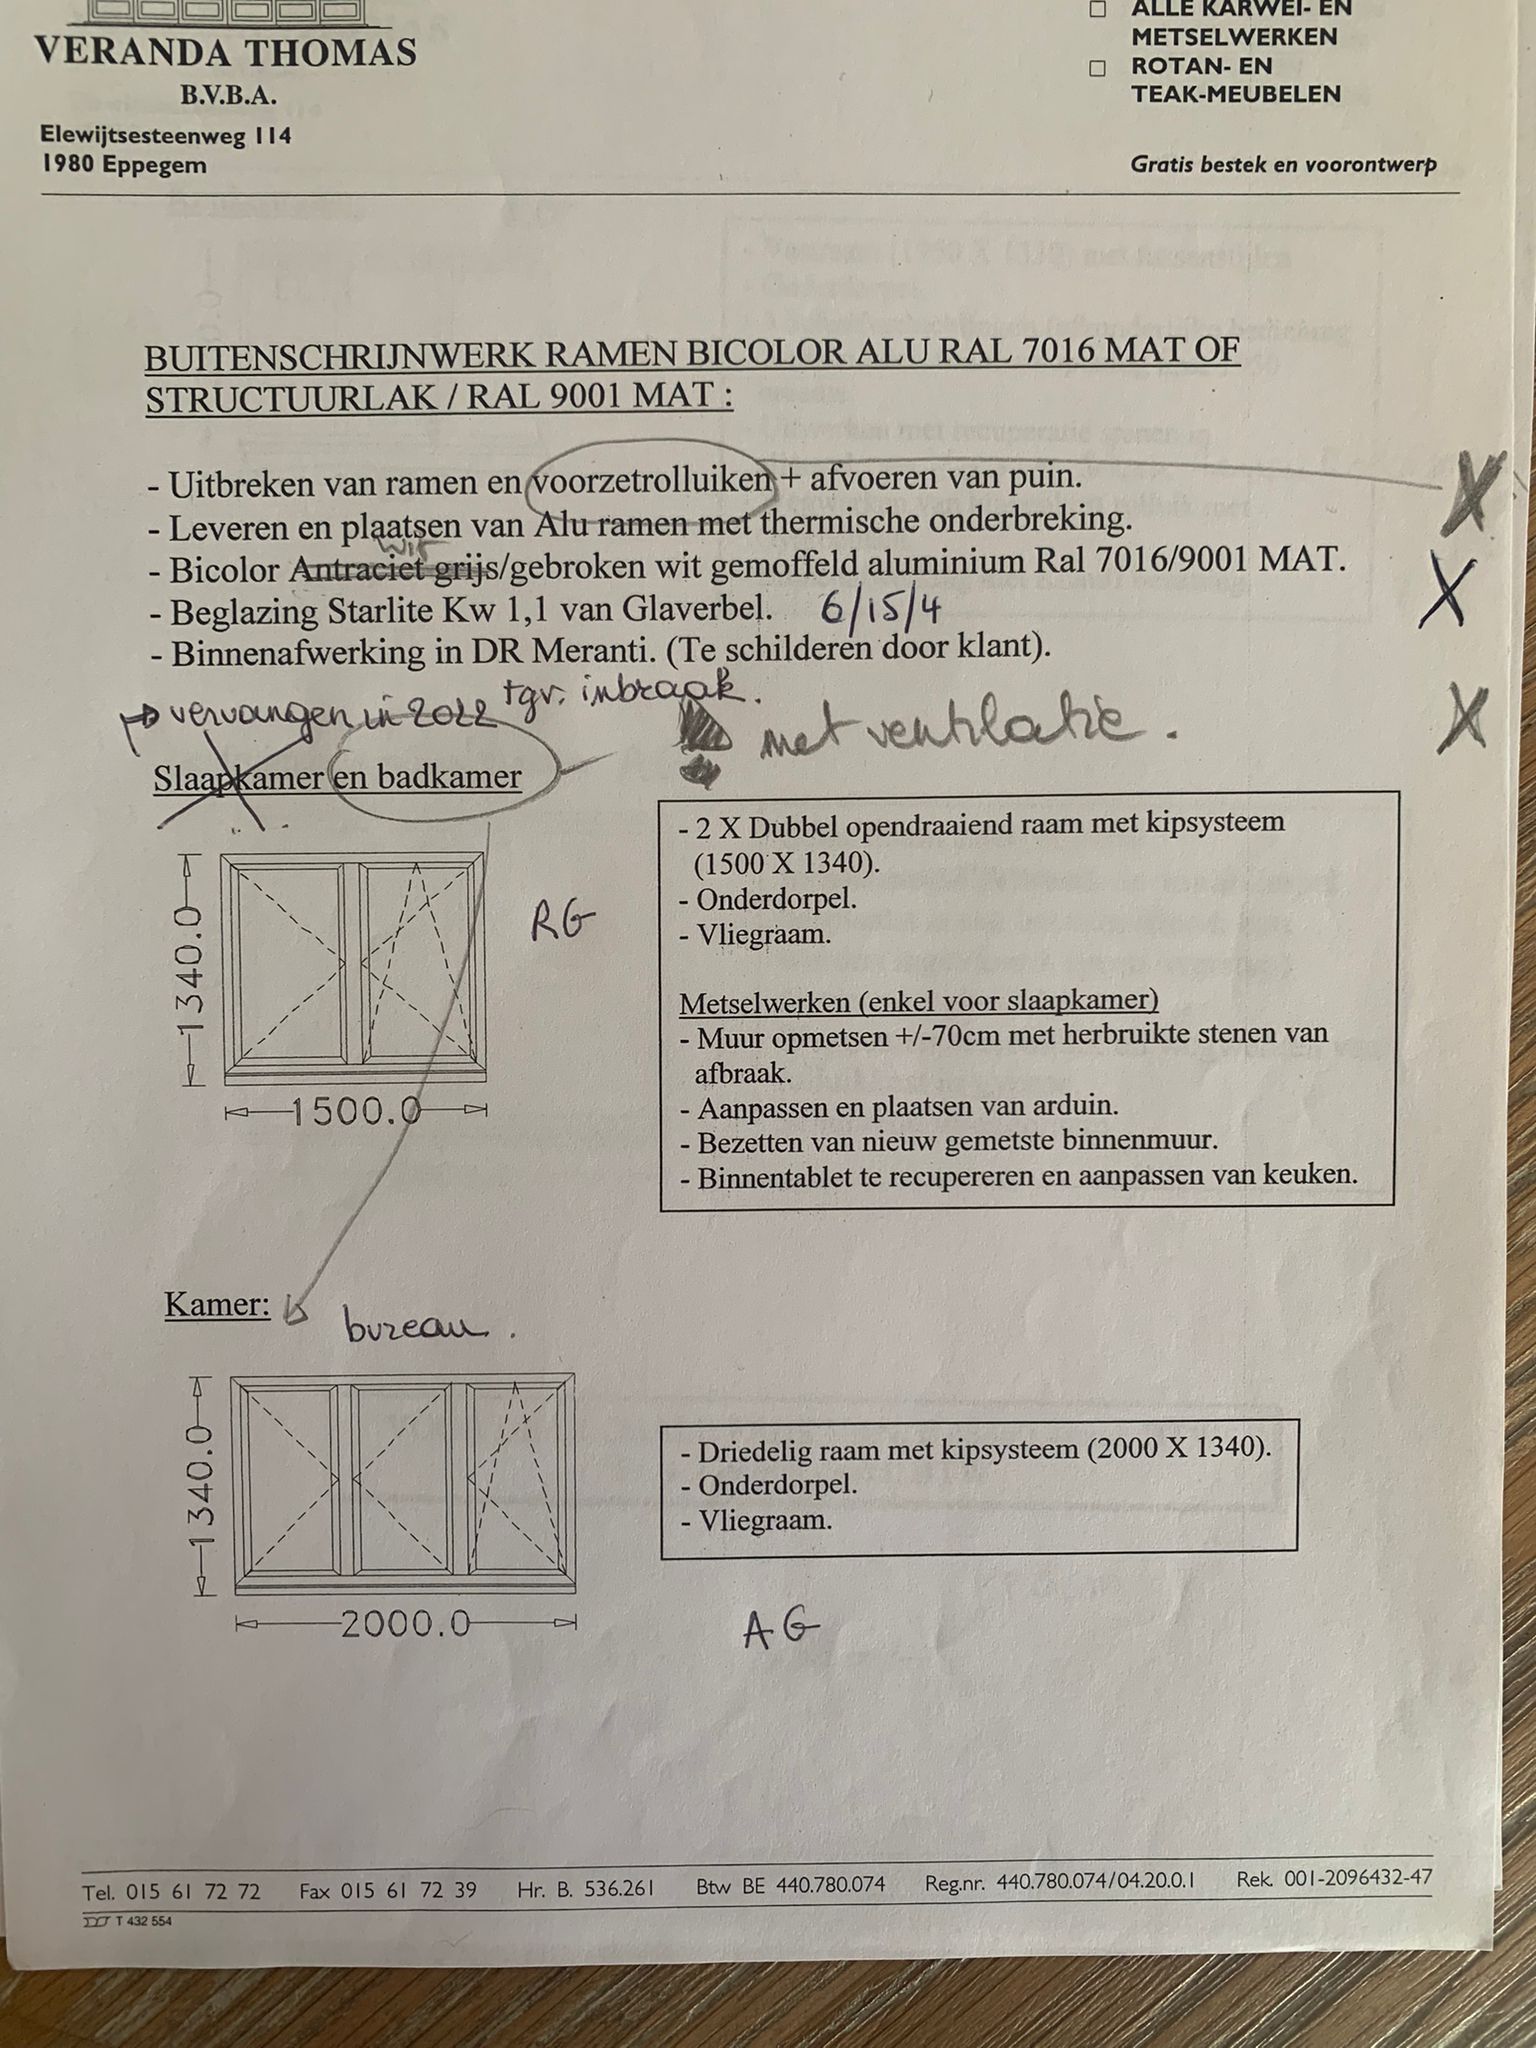 VERANDA THOMAS
B.V.B.A.
Elewijtsesteenweg 114
1980 Eppegem
ALLE KARWEI- EN
METSELWERKEN
ROTAN- EN
TEAK-MEUBELEN
Gratis bestek en voorontwerp
BUITENSCHRIJNWERK RAMEN BICOLOR ALU RAL 7016 MAT OF
STRUCTUURLAK / RAL 9001 MAT :
- Uitbreken van ramen en voorzetrolluiken + afvoeren van puin.
- Leveren en plaatsen van Alu ramen met thermische onderbreking.
wit
- Bicolor Antraciet grijs/gebroken wit gemoffeld aluminium Ral 7016/9001 MAT.
- Beglazing Starlite Kw 1,1 van Glaverbel. 6/15/4
- Binnenafwerking in DR Meranti. (Te schilderen door klant).
vervangen in 2022 tgv. inbraak.
met ventilatie.
Slaapkamer en badkamer
- 2 X Dubbel opendraaiend raam met kipsysteem
(1500 X 1340).
- Onderdorpel.
- Vliegraam.
1340.0
RG
1500.0
Metselwerken (enkel voor slaapkamer)
- Muur opmetsen +/-70cm met herbruikte stenen van
afbraak.
- Aanpassen en plaatsen van arduin.
- Bezetten van nieuw gemetste binnenmuur.
- Binnentablet te recupereren en aanpassen van keuken.
Kamer:
bureau.
1340.0
2000.0
- Driedelig raam met kipsysteem (2000 X 1340).
- Onderdorpel.
- Vliegraam.
AG
Tel. 015 61 72 72 Fax 015 61 72 39 Hr. B. 536.261 Btw BE 440.780.074 Reg.nr. 440.780.074/04.20.0.1 Rek. 001-2096432-47
T 432 554